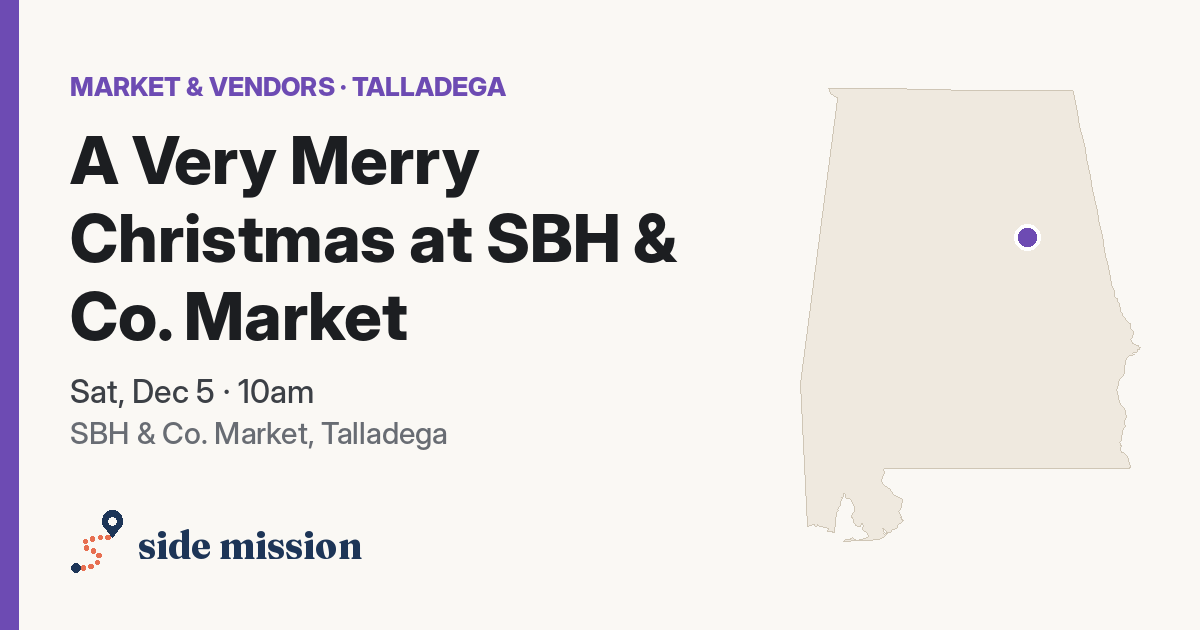 MARKET & VENDORS · TALLADEGA
A Very Merry
Christmas at SBH &
Co. Market
Sat, Dec 5 · 10am
SBH & Co. Market, Talladega
side mission